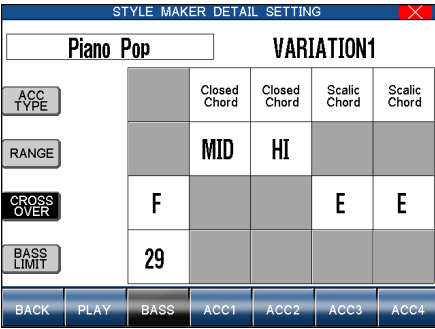 STYLE MAKER DETAIL SETTING
Piano Pop VARIATION1
ACC TYPE Closed Chord Closed Chord Scalic Chord Scalic Chord
RANGE MID HI
CROSS OVER F E E
BASS LIMIT 29
BACK PLAY BASS ACC1 ACC2 ACC3 ACC4